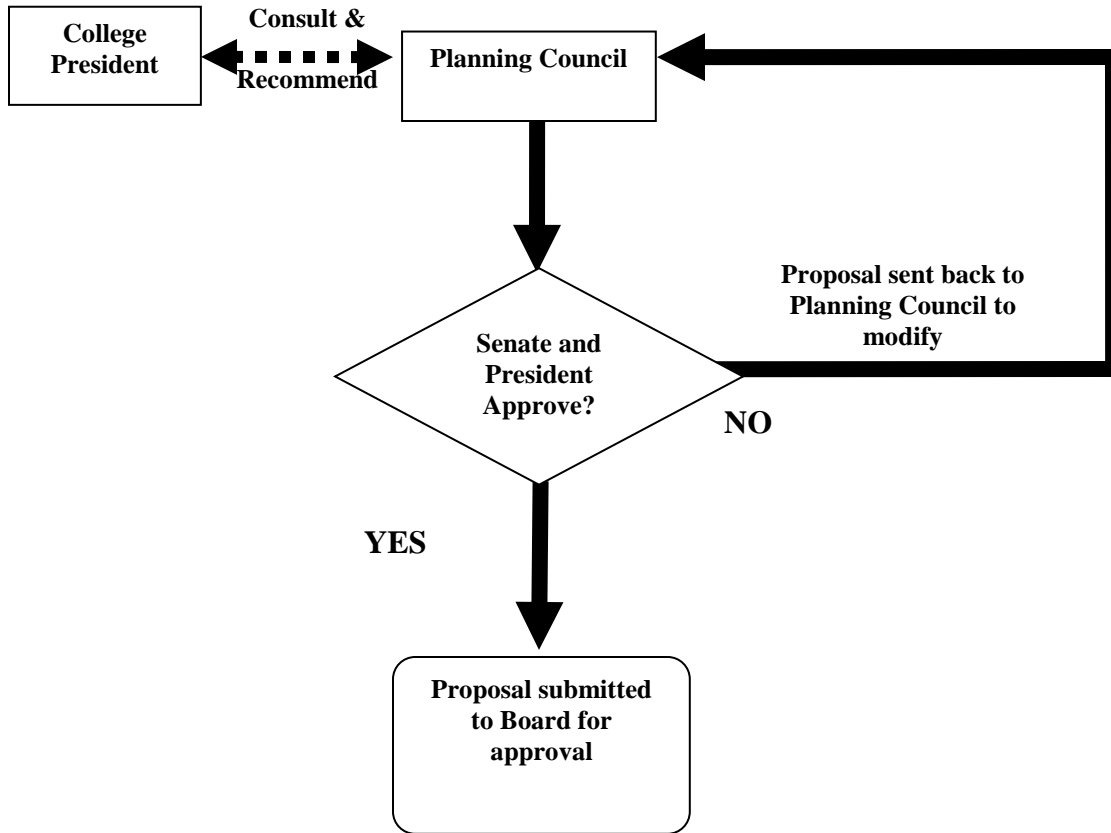 College
President
Consult &
Recommend
Planning Council
Proposal sent back to
Planning Council to
modify
Senate and
President
Approve?
NO
YES
Proposal submitted
to Board for
approval